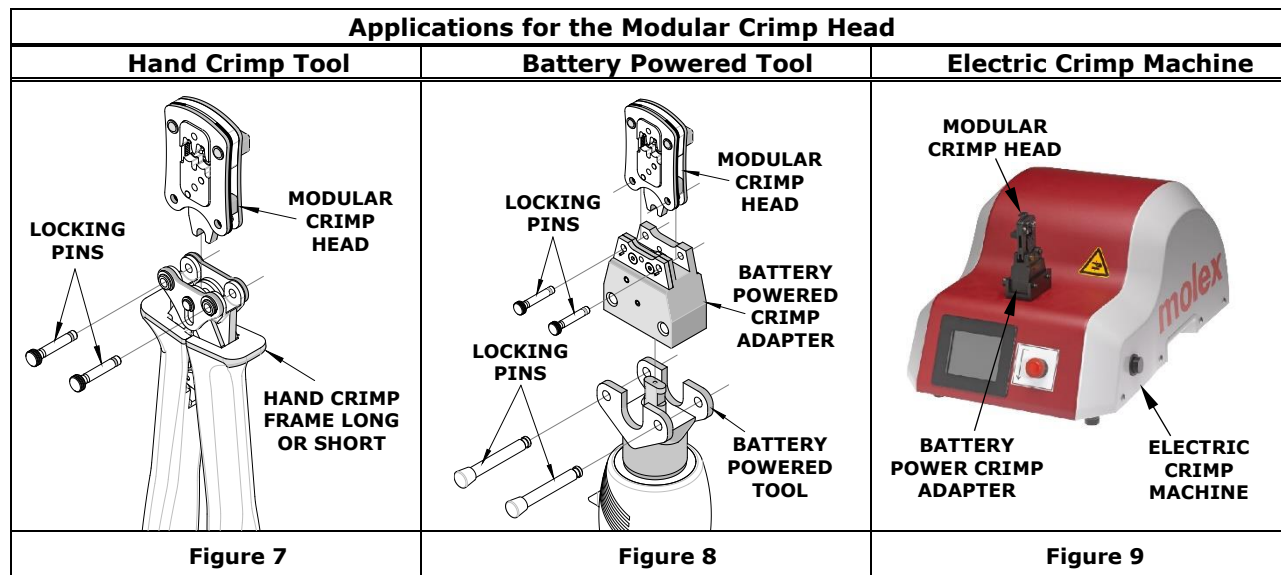 Applications for the Modular Crimp Head
Hand Crimp Tool
Battery Powered Tool
Electric Crimp Machine
MODULAR
CRIMP
HEAD
LOCKING
PINS
HAND CRIMP
FRAME LONG
OR SHORT
MODULAR
CRIMP
HEAD
LOCKING
PINS
BATTERY
POWERED
CRIMP
ADAPTER
LOCKING
PINS
BATTERY
POWERED
TOOL
MODULAR
CRIMP HEAD
molex
BATTERY
POWER CRIMP
ADAPTER
ELECTRIC
CRIMP
MACHINE
Figure 7
Figure 8
Figure 9